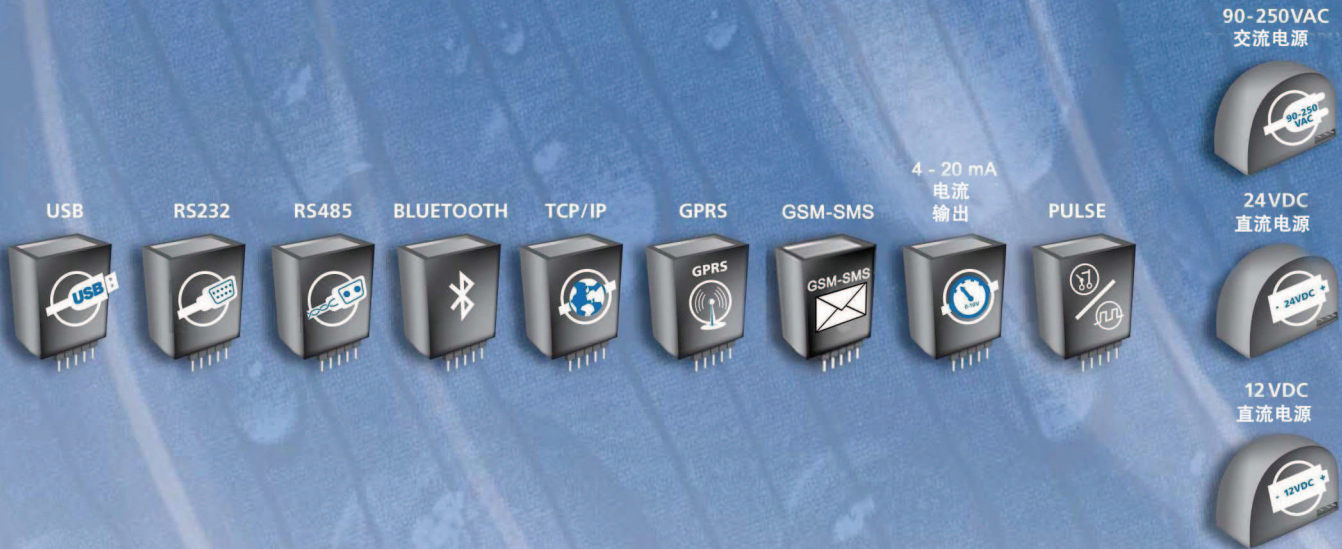 90-250VAC
交流电源
90-250
VAC
4 - 20 mA
电流
输出
USB
RS232
RS485
BLUETOOTH
TCP/IP
GPRS
GSM-SMS
PULSE
24VDC
直流电源
USB
GPRS
GSM-SMS
- 24VDC +
12VDC
直流电源
- 12VDC +